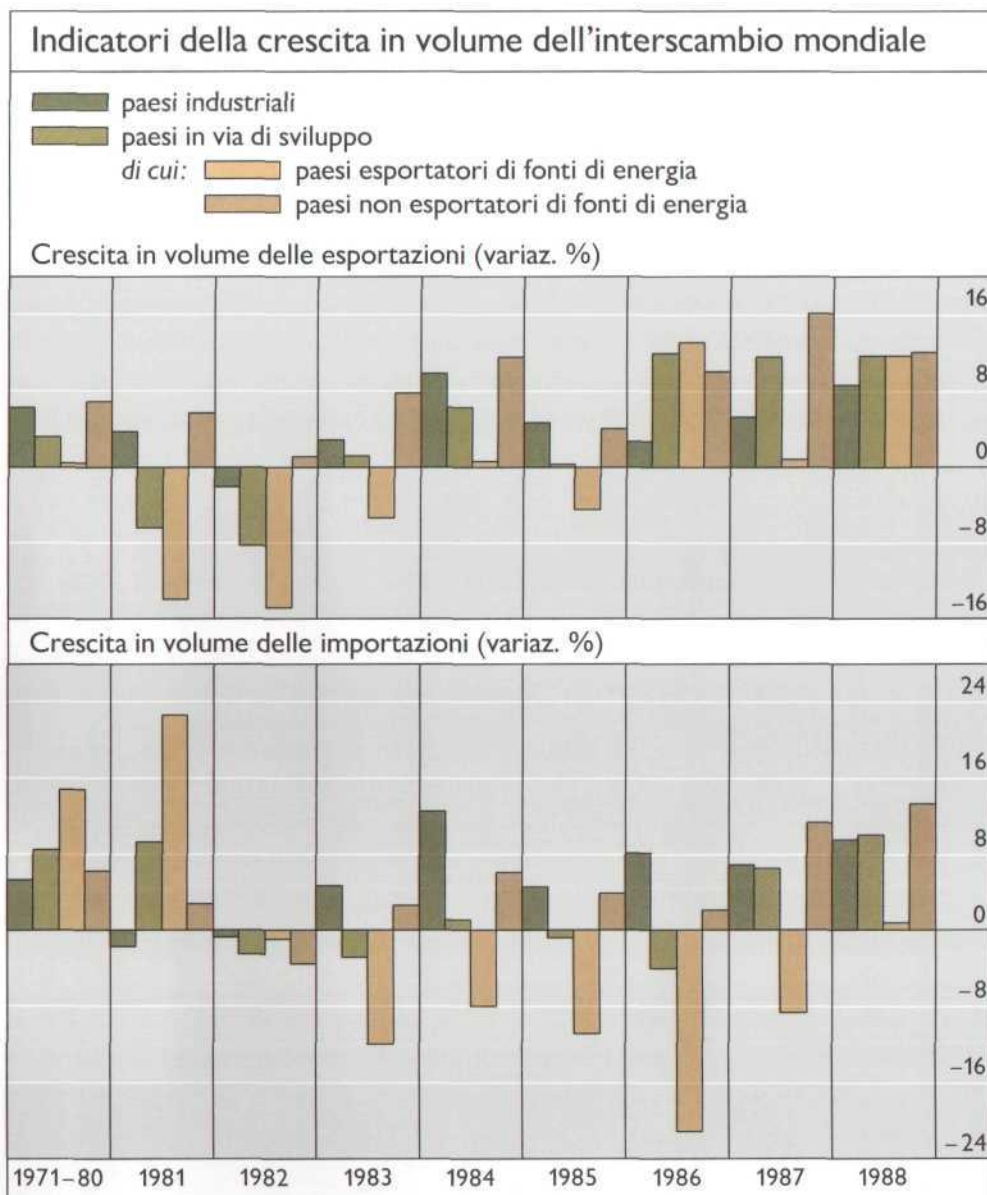 Indicatori della crescita in volume dell'interscambio mondiale
paesi industriali
paesi in via di sviluppo
di cui: paesi esportatori di fonti di energia
paesi non esportatori di fonti di energia
Crescita in volume delle esportazioni (variaz. %)
16
8
0
–8
–16
Crescita in volume delle importazioni (variaz. %)
24
16
8
0
–8
–16
–24
1971–80 1981 1982 1983 1984 1985 1986 1987 1988